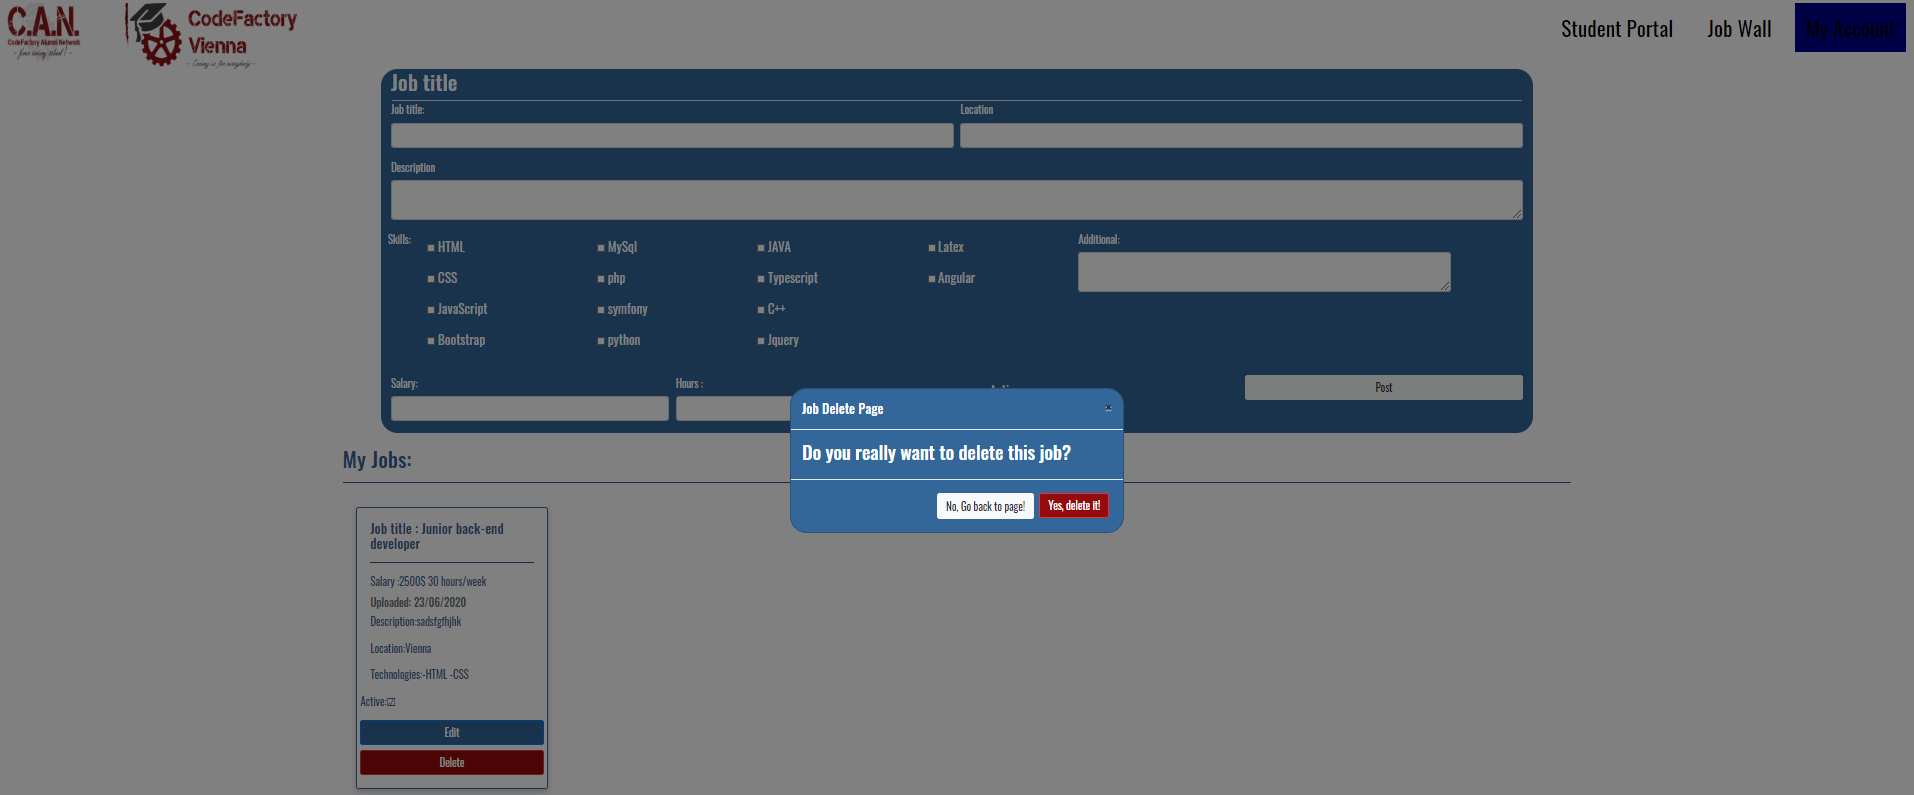 C.A.N.
CodeFactory Alumni Network
CodeFactory
Vienna
- Coding is for everybody -
Student Portal
Job Wall
My Account
Job title
Job title:
Location
Description
Skills:
HTML
MySql
JAVA
Latex
Additional:
CSS
php
Typescript
Angular
JavaScript
symfony
C++
Bootstrap
python
Jquery
Salary:
Hours :
Post
Job Delete Page
×
Do you really want to delete this job?
No, Go back to page!
Yes, delete it!
My Jobs:
Job title : Junior back-end
developer
Salary :2500$ 30 hours/week
Uploaded: 23/06/2020
Description:sadsfgfhjhk
Location:Vienna
Technologies:-HTML -CSS
Active:☑
Edit
Delete